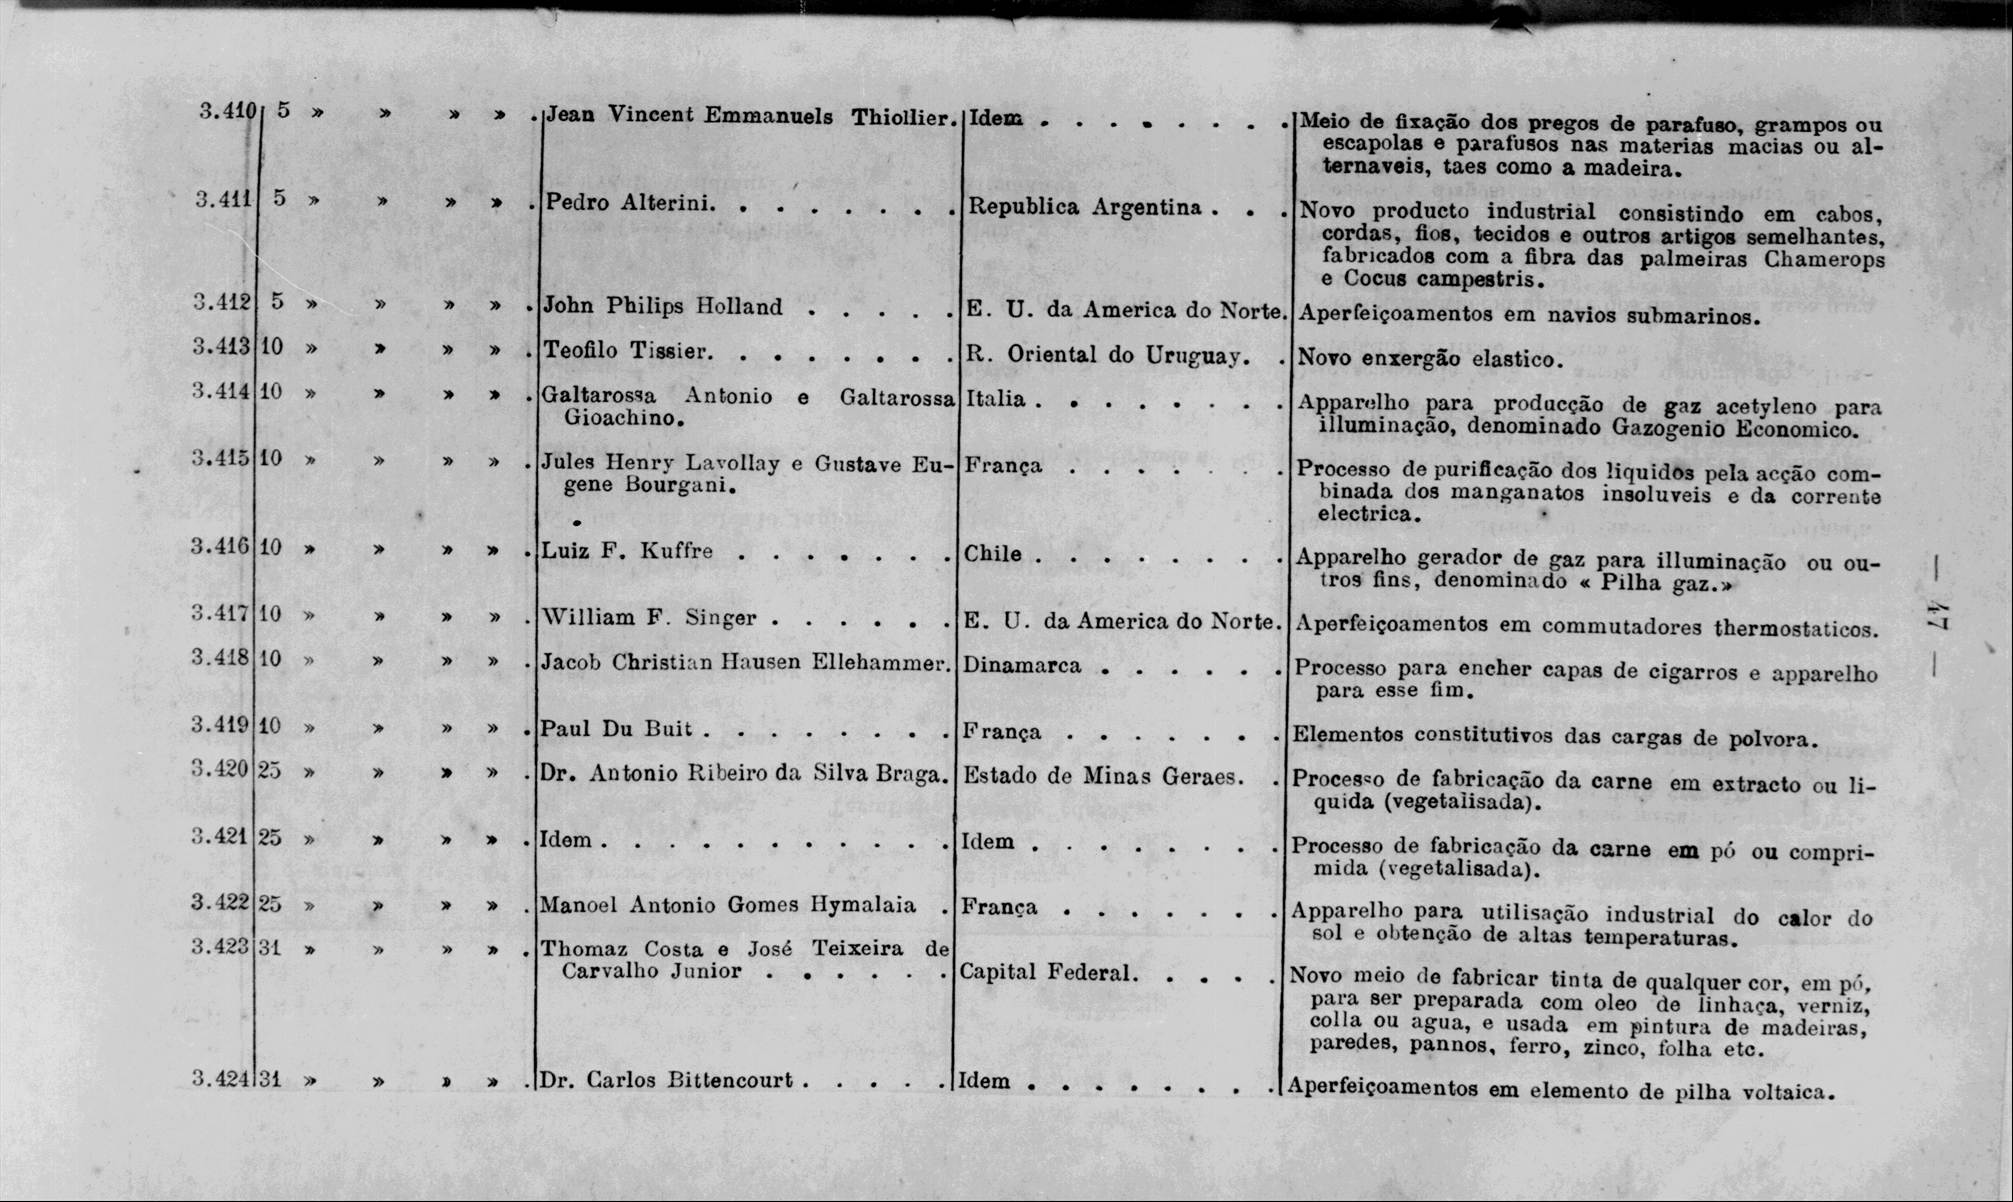 3.410 5 » » » » . Jean Vincent Emmanuels Thiollier. Idem . . . . . . . . Meio de fixação dos pregos de parafuso, grampos ou
escapolas e parafusos nas materias macias ou al-
ternaveis, taes como a madeira.
3.411 5 » » » » . Pedro Alterini. . . . . . . . Republica Argentina . . . Novo producto industrial consistindo em cabos,
cordas, fios, tecidos e outros artigos semelhantes,
fabricados com a fibra das palmeiras Chamerops
e Cocus campestris.
3.412 5 » » » » . John Philips Holland . . . . . E. U. da America do Norte. Aperfeiçoamentos em navios submarinos.
3.413 10 » » » » . Teofilo Tissier. . . . . . . . R. Oriental do Uruguay. . Novo enxergão elastico.
3.414 10 » » » » . Galtarossa Antonio e Galtarossa Italia . . . . . . . . Apparelho para producção de gaz acetyleno para
Gioachino. illuminação, denominado Gazogenio Economico.
3.415 10 » » » » . Jules Henry Lavollay e Gustave Eu- França . . . . . . . Processo de purificação dos liquidos pela acção com-
gene Bourgani. binada dos manganatos insoluveis e da corrente
electrica.
3.416 10 » » » » . Luiz F. Kuffre . . . . . . . Chile . . . . . . . . Apparelho gerador de gaz para illuminação ou ou-
tros fins, denominado « Pilha gaz.»
— 47 —
3.417 10 » » » » . William F. Singer . . . . . . E. U. da America do Norte. Aperfeiçoamentos em commutadores thermostaticos.
3.418 10 » » » » . Jacob Christian Hausen Ellehammer. Dinamarca . . . . . . Processo para encher capas de cigarros e apparelho
para esse fim.
3.419 10 » » » » . Paul Du Buit . . . . . . . . França . . . . . . . Elementos constitutivos das cargas de polvora.
3.420 25 » » » » . Dr. Antonio Ribeiro da Silva Braga. Estado de Minas Geraes. . Processo de fabricação da carne em extracto ou li-
quida (vegetalisada).
3.421 25 » » » » . Idem . . . . . . . . . . . Idem . . . . . . . . Processo de fabricação da carne em pó ou compri-
mida (vegetalisada).
3.422 25 » » » » . Manoel Antonio Gomes Hymalaia . França . . . . . . . Apparelho para utilisação industrial do calor do
sol e obtenção de altas temperaturas.
3.423 31 » » » » . Thomaz Costa e José Teixeira de
Carvalho Junior . . . . . . Capital Federal. . . . . Novo meio de fabricar tinta de qualquer cor, em pó,
para ser preparada com oleo de linhaça, verniz,
colla ou agua, e usada em pintura de madeiras,
paredes, pannos, ferro, zinco, folha etc.
3.424 31 » » » » . Dr. Carlos Bittencourt . . . . . Idem . . . . . . . . Aperfeiçoamentos em elemento de pilha voltaica.